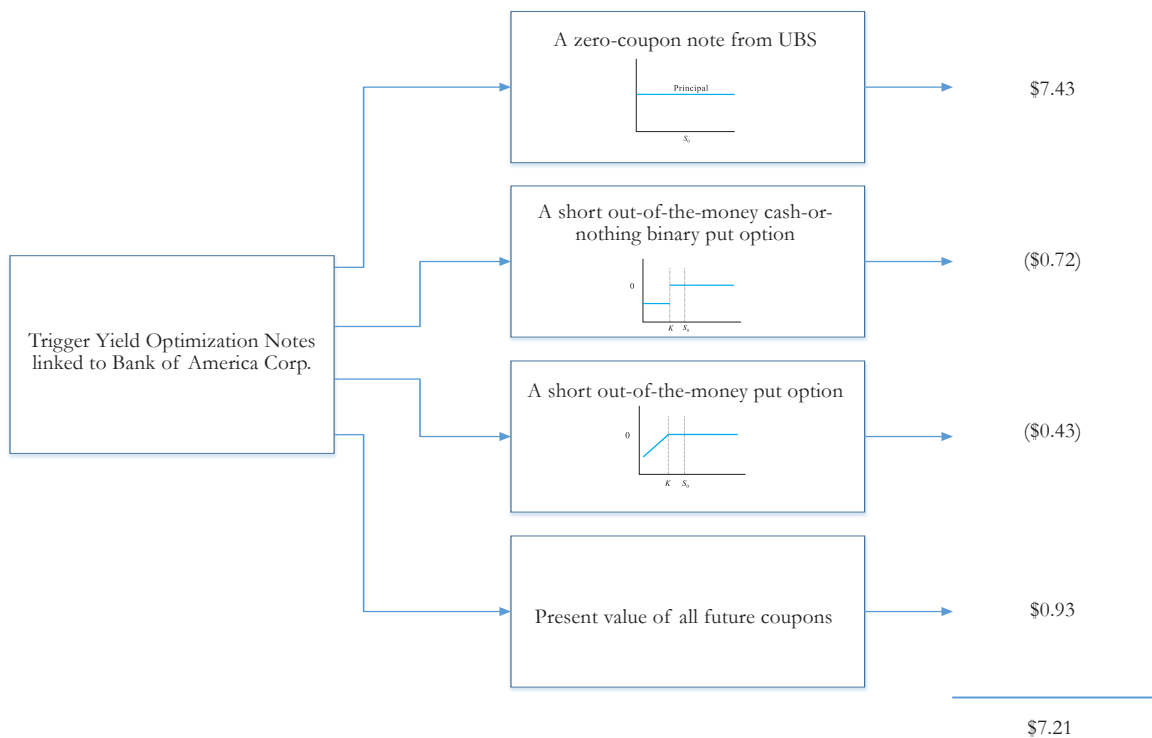 A zero-coupon note from UBS
Principal
S0
$7.43
A short out-of-the-money cash-or-
nothing binary put option
0
K S0
($0.72)
Trigger Yield Optimization Notes
linked to Bank of America Corp.
A short out-of-the-money put option
0
K S0
($0.43)
Present value of all future coupons
$0.93
$7.21